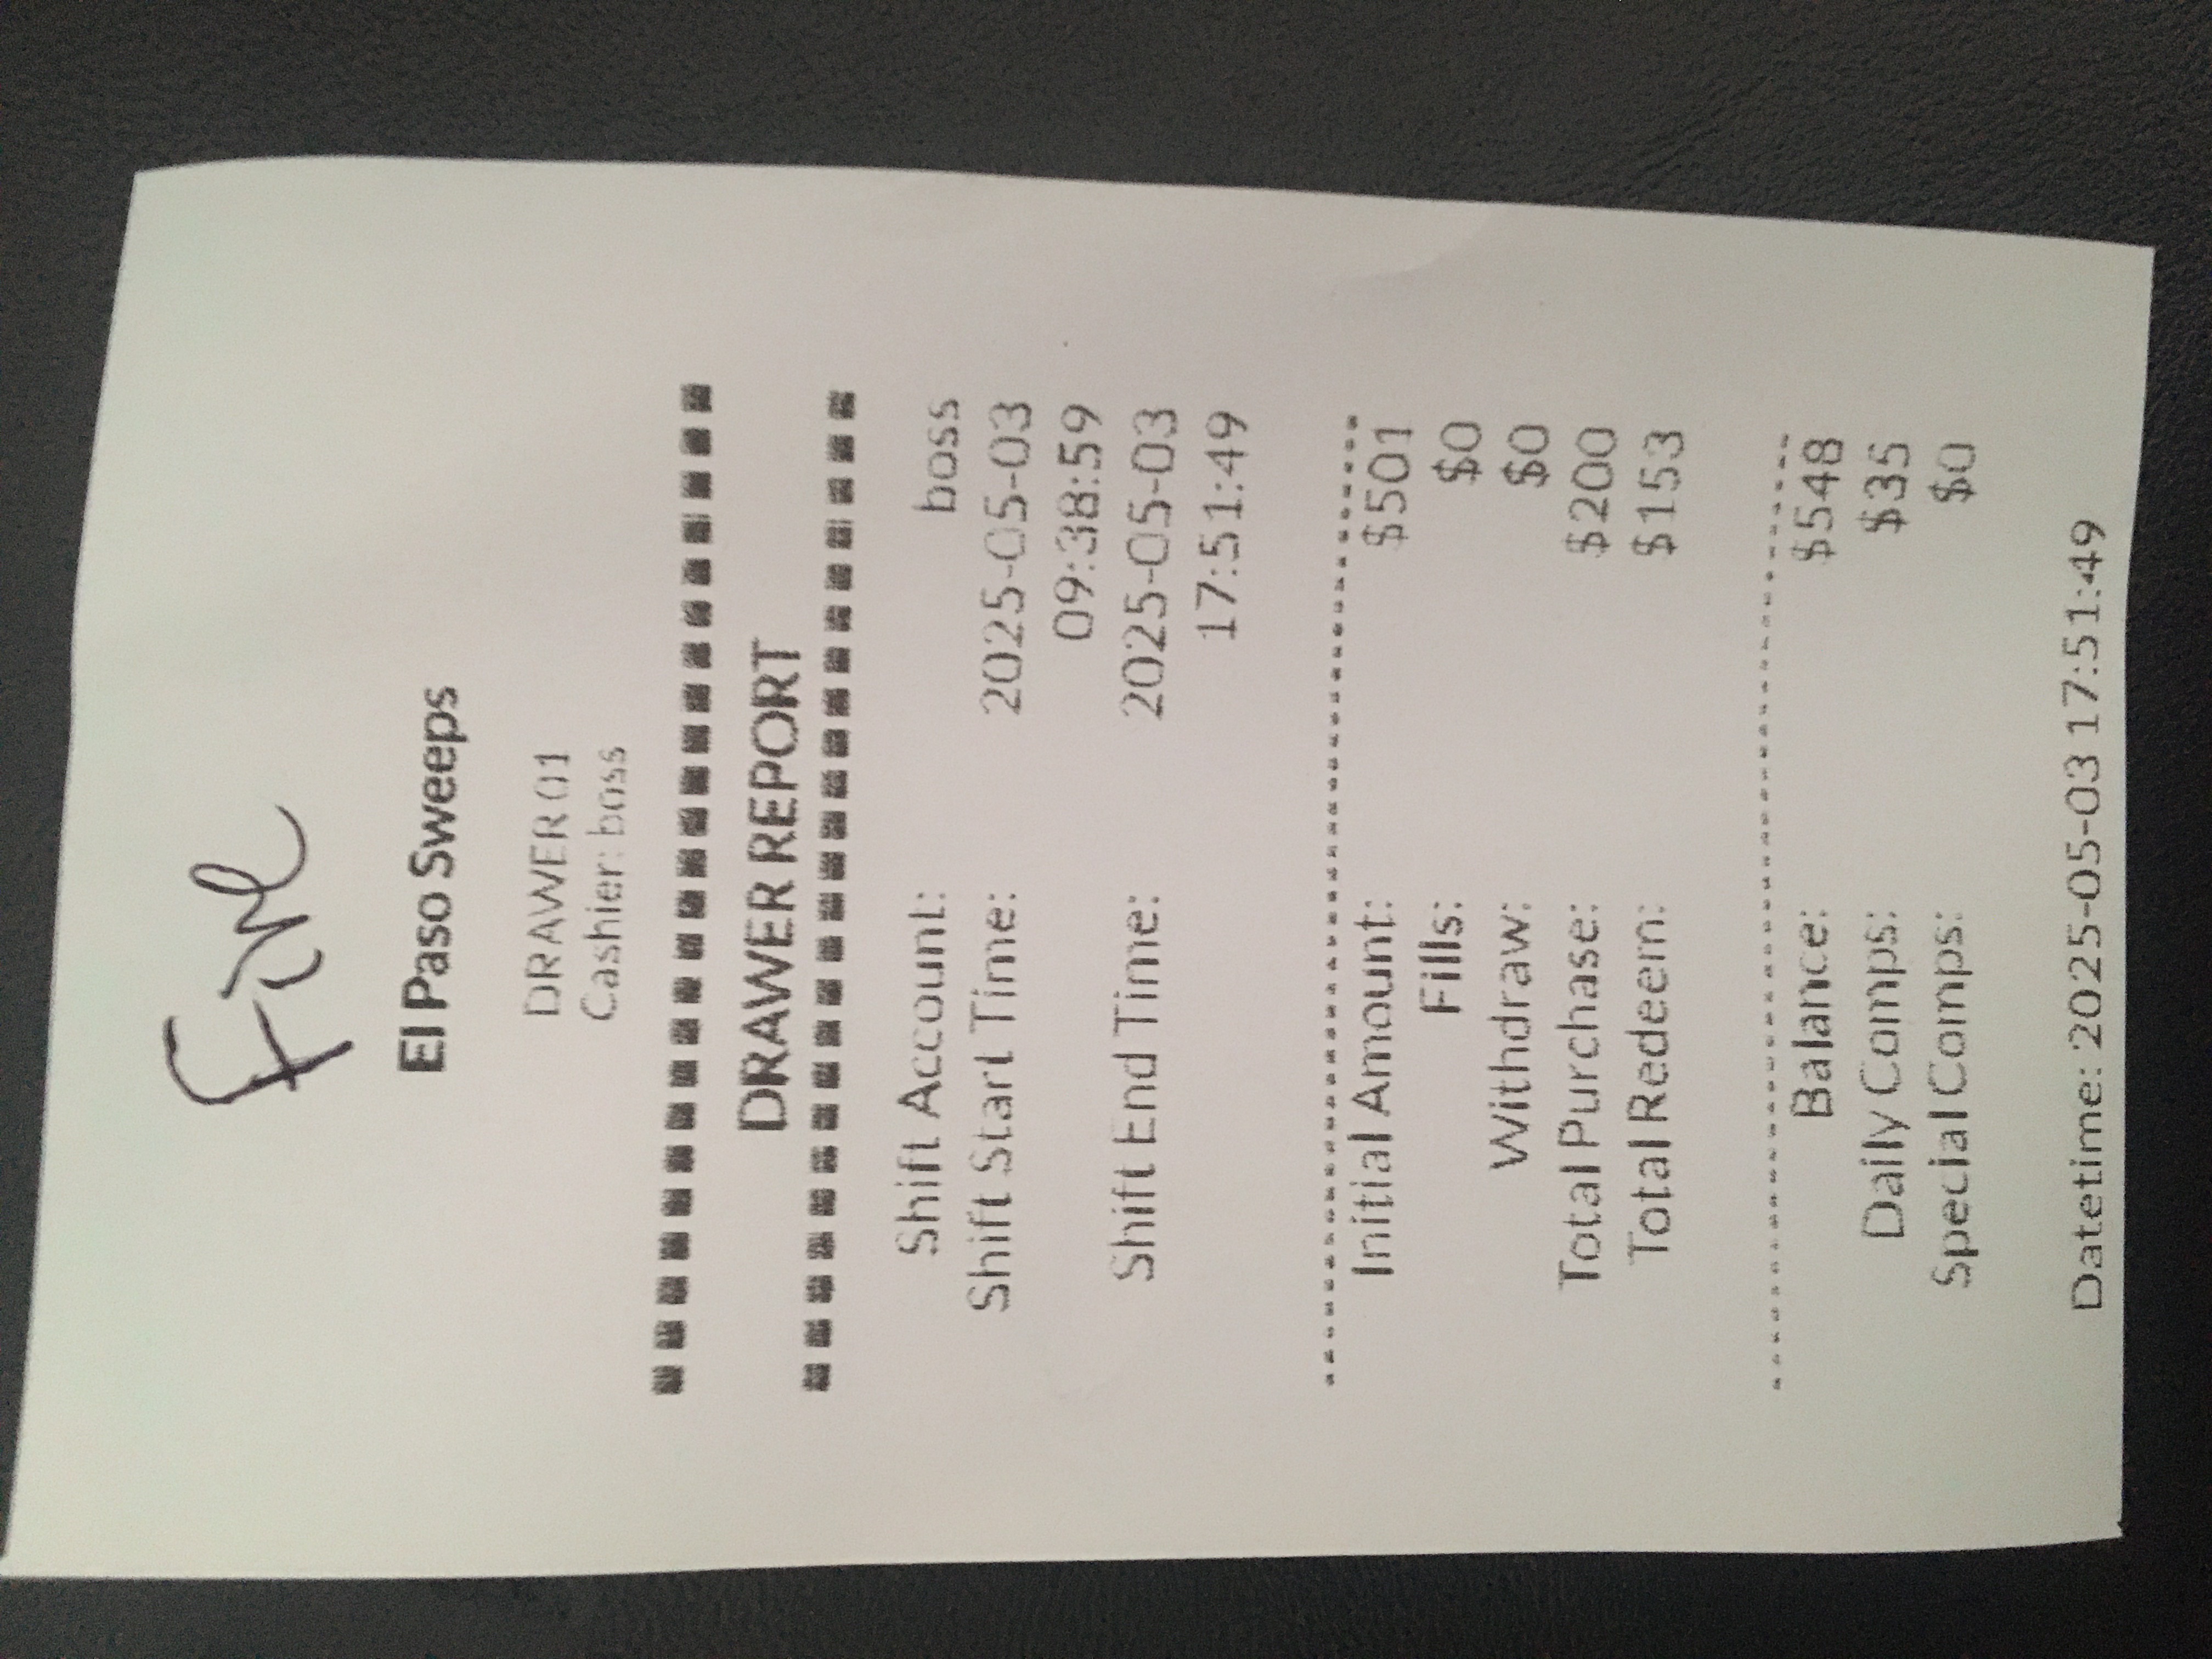 El Paso Sweeps
DRAWER 01
Cashier: boss
DRAWER REPORT
Shift Account: boss
Shift Start Time: 2025-05-03
09:38:59
Shift End Time: 2025-05-03
17:51:49
Initial Amount: $501
Fills: $0
Withdraw: $0
Total Purchase: $200
Total Redeem: $153
Balance: $548
Daily Comps: $35
Special Comps: $0
Datetime: 2025-05-03 17:51:49